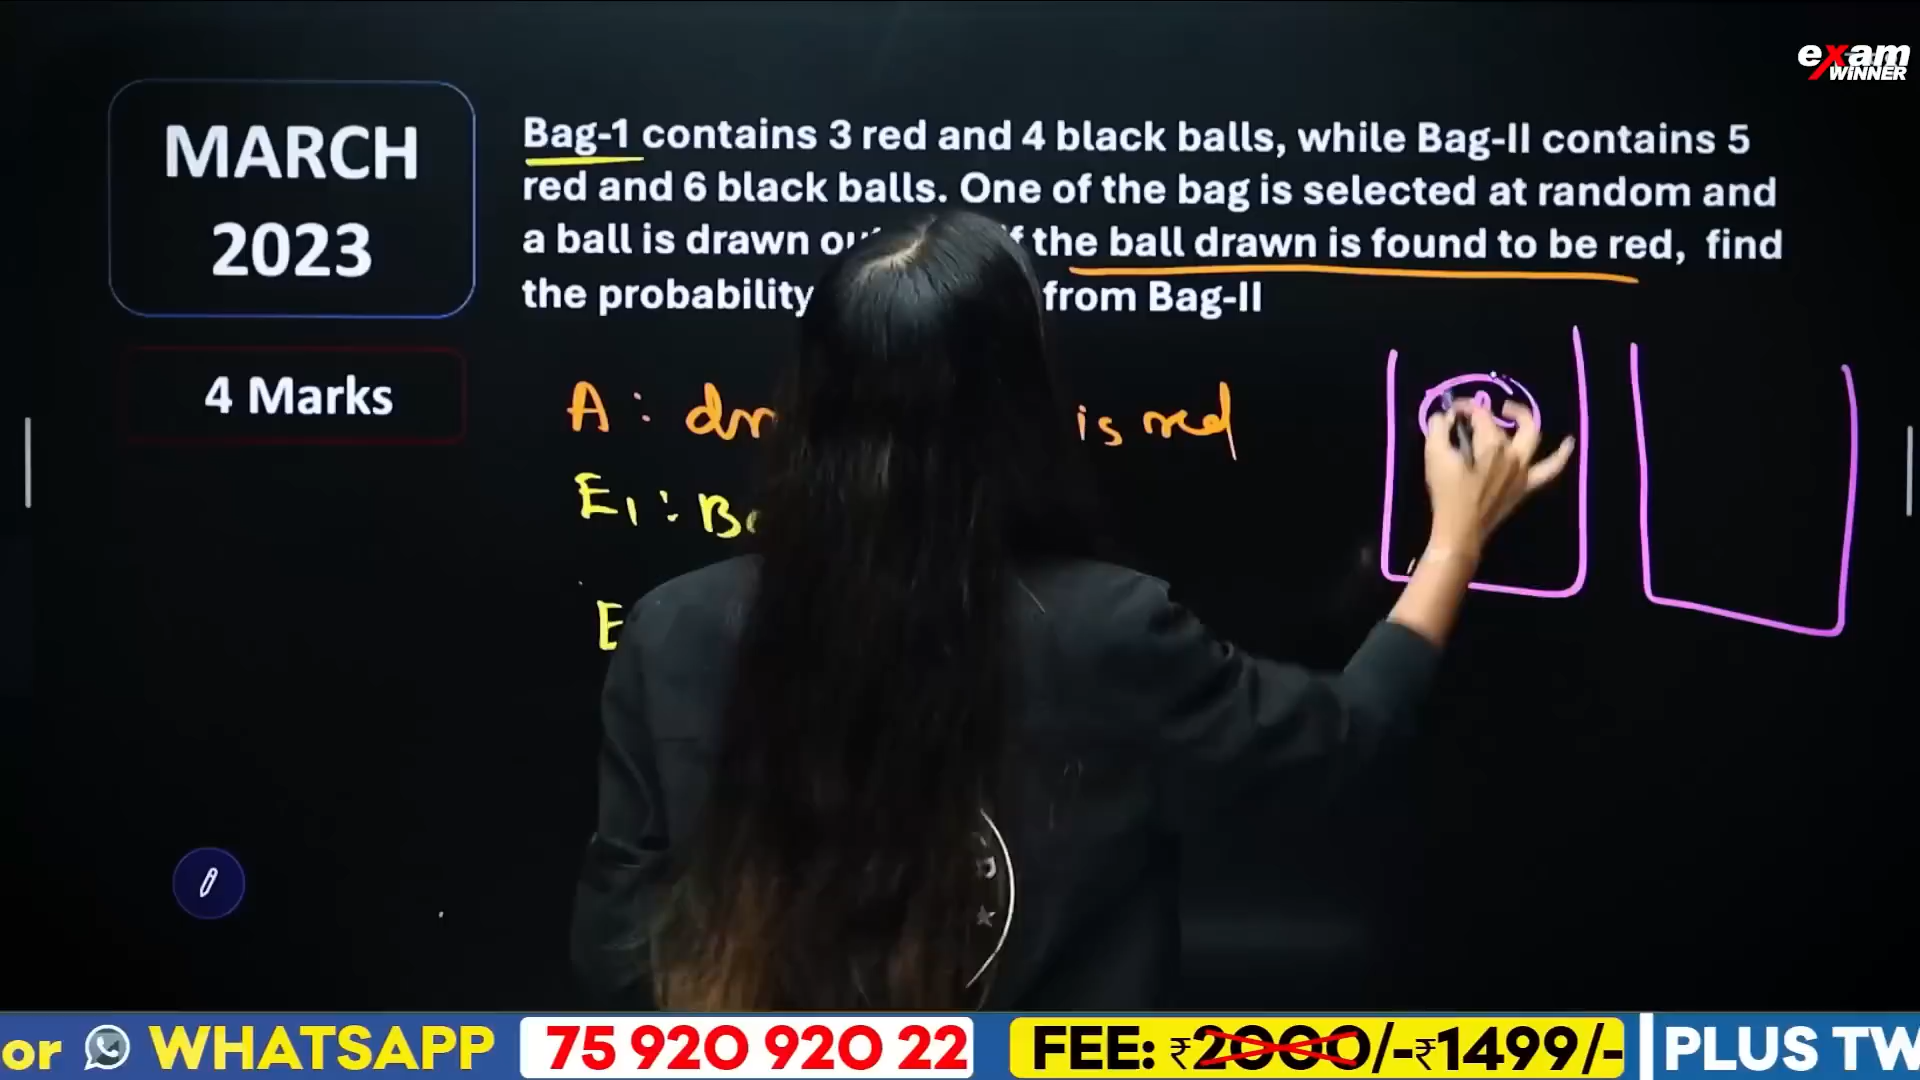 exam
WINNER
MARCH
2023
4 Marks
Bag-1 contains 3 red and 4 black balls, while Bag-II contains 5
red and 6 black balls. One of the bag is selected at random and
a ball is drawn the ball drawn is found to be red, find
the probability from Bag-II
A : is red
E1 :
E
or WHATSAPP 75 920 920 22 FEE: ₹2000/-₹1499/- PLUS TW